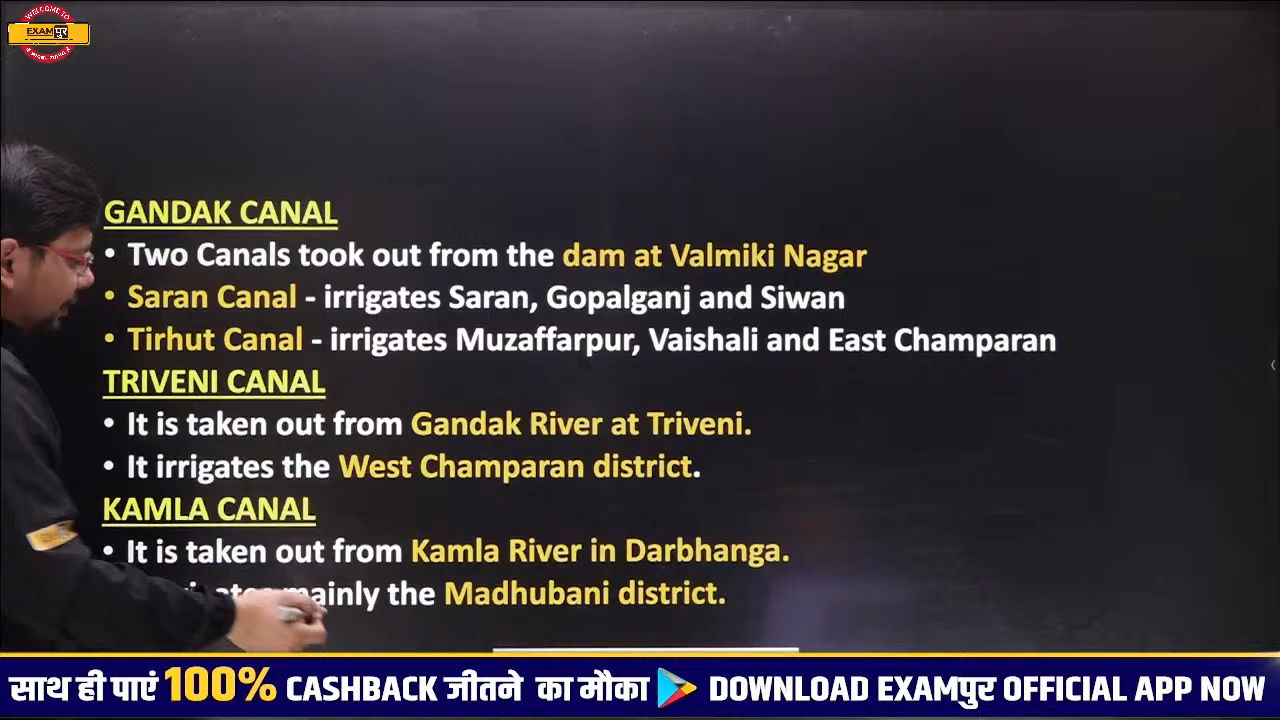 WELCOME TO
EXAMपुर
GANDAK CANAL
• Two Canals took out from the dam at Valmiki Nagar
• Saran Canal - irrigates Saran, Gopalganj and Siwan
• Tirhut Canal - irrigates Muzaffarpur, Vaishali and East Champaran
TRIVENI CANAL
• It is taken out from Gandak River at Triveni.
• It irrigates the West Champaran district.
KAMLA CANAL
• It is taken out from Kamla River in Darbhanga.
mainly the Madhubani district.
साथ ही पाएं 100% CASHBACK जीतने का मौका DOWNLOAD EXAMपुर OFFICIAL APP NOW